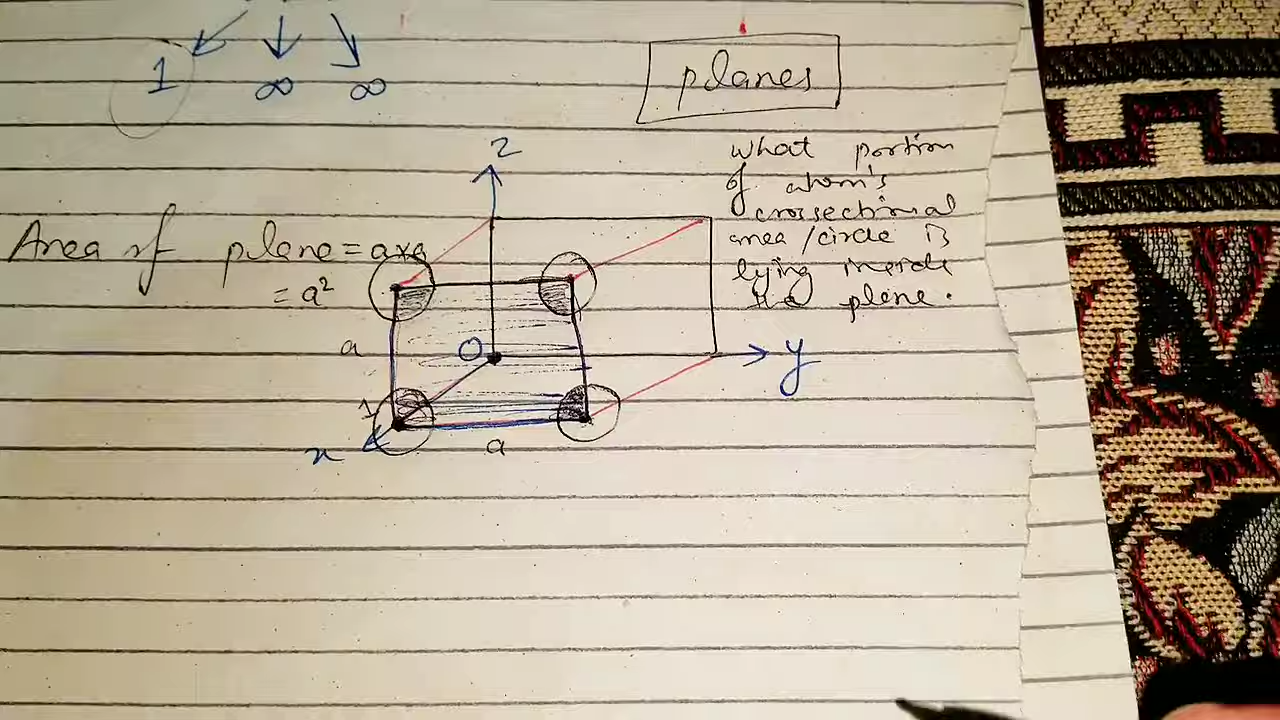 1 ∞ ∞
planes
z
what portion
of atom's
crossectional
area/circle is
lying inside
the plane.
Area of plane = axa
= a²
a
O
y
1
x
a